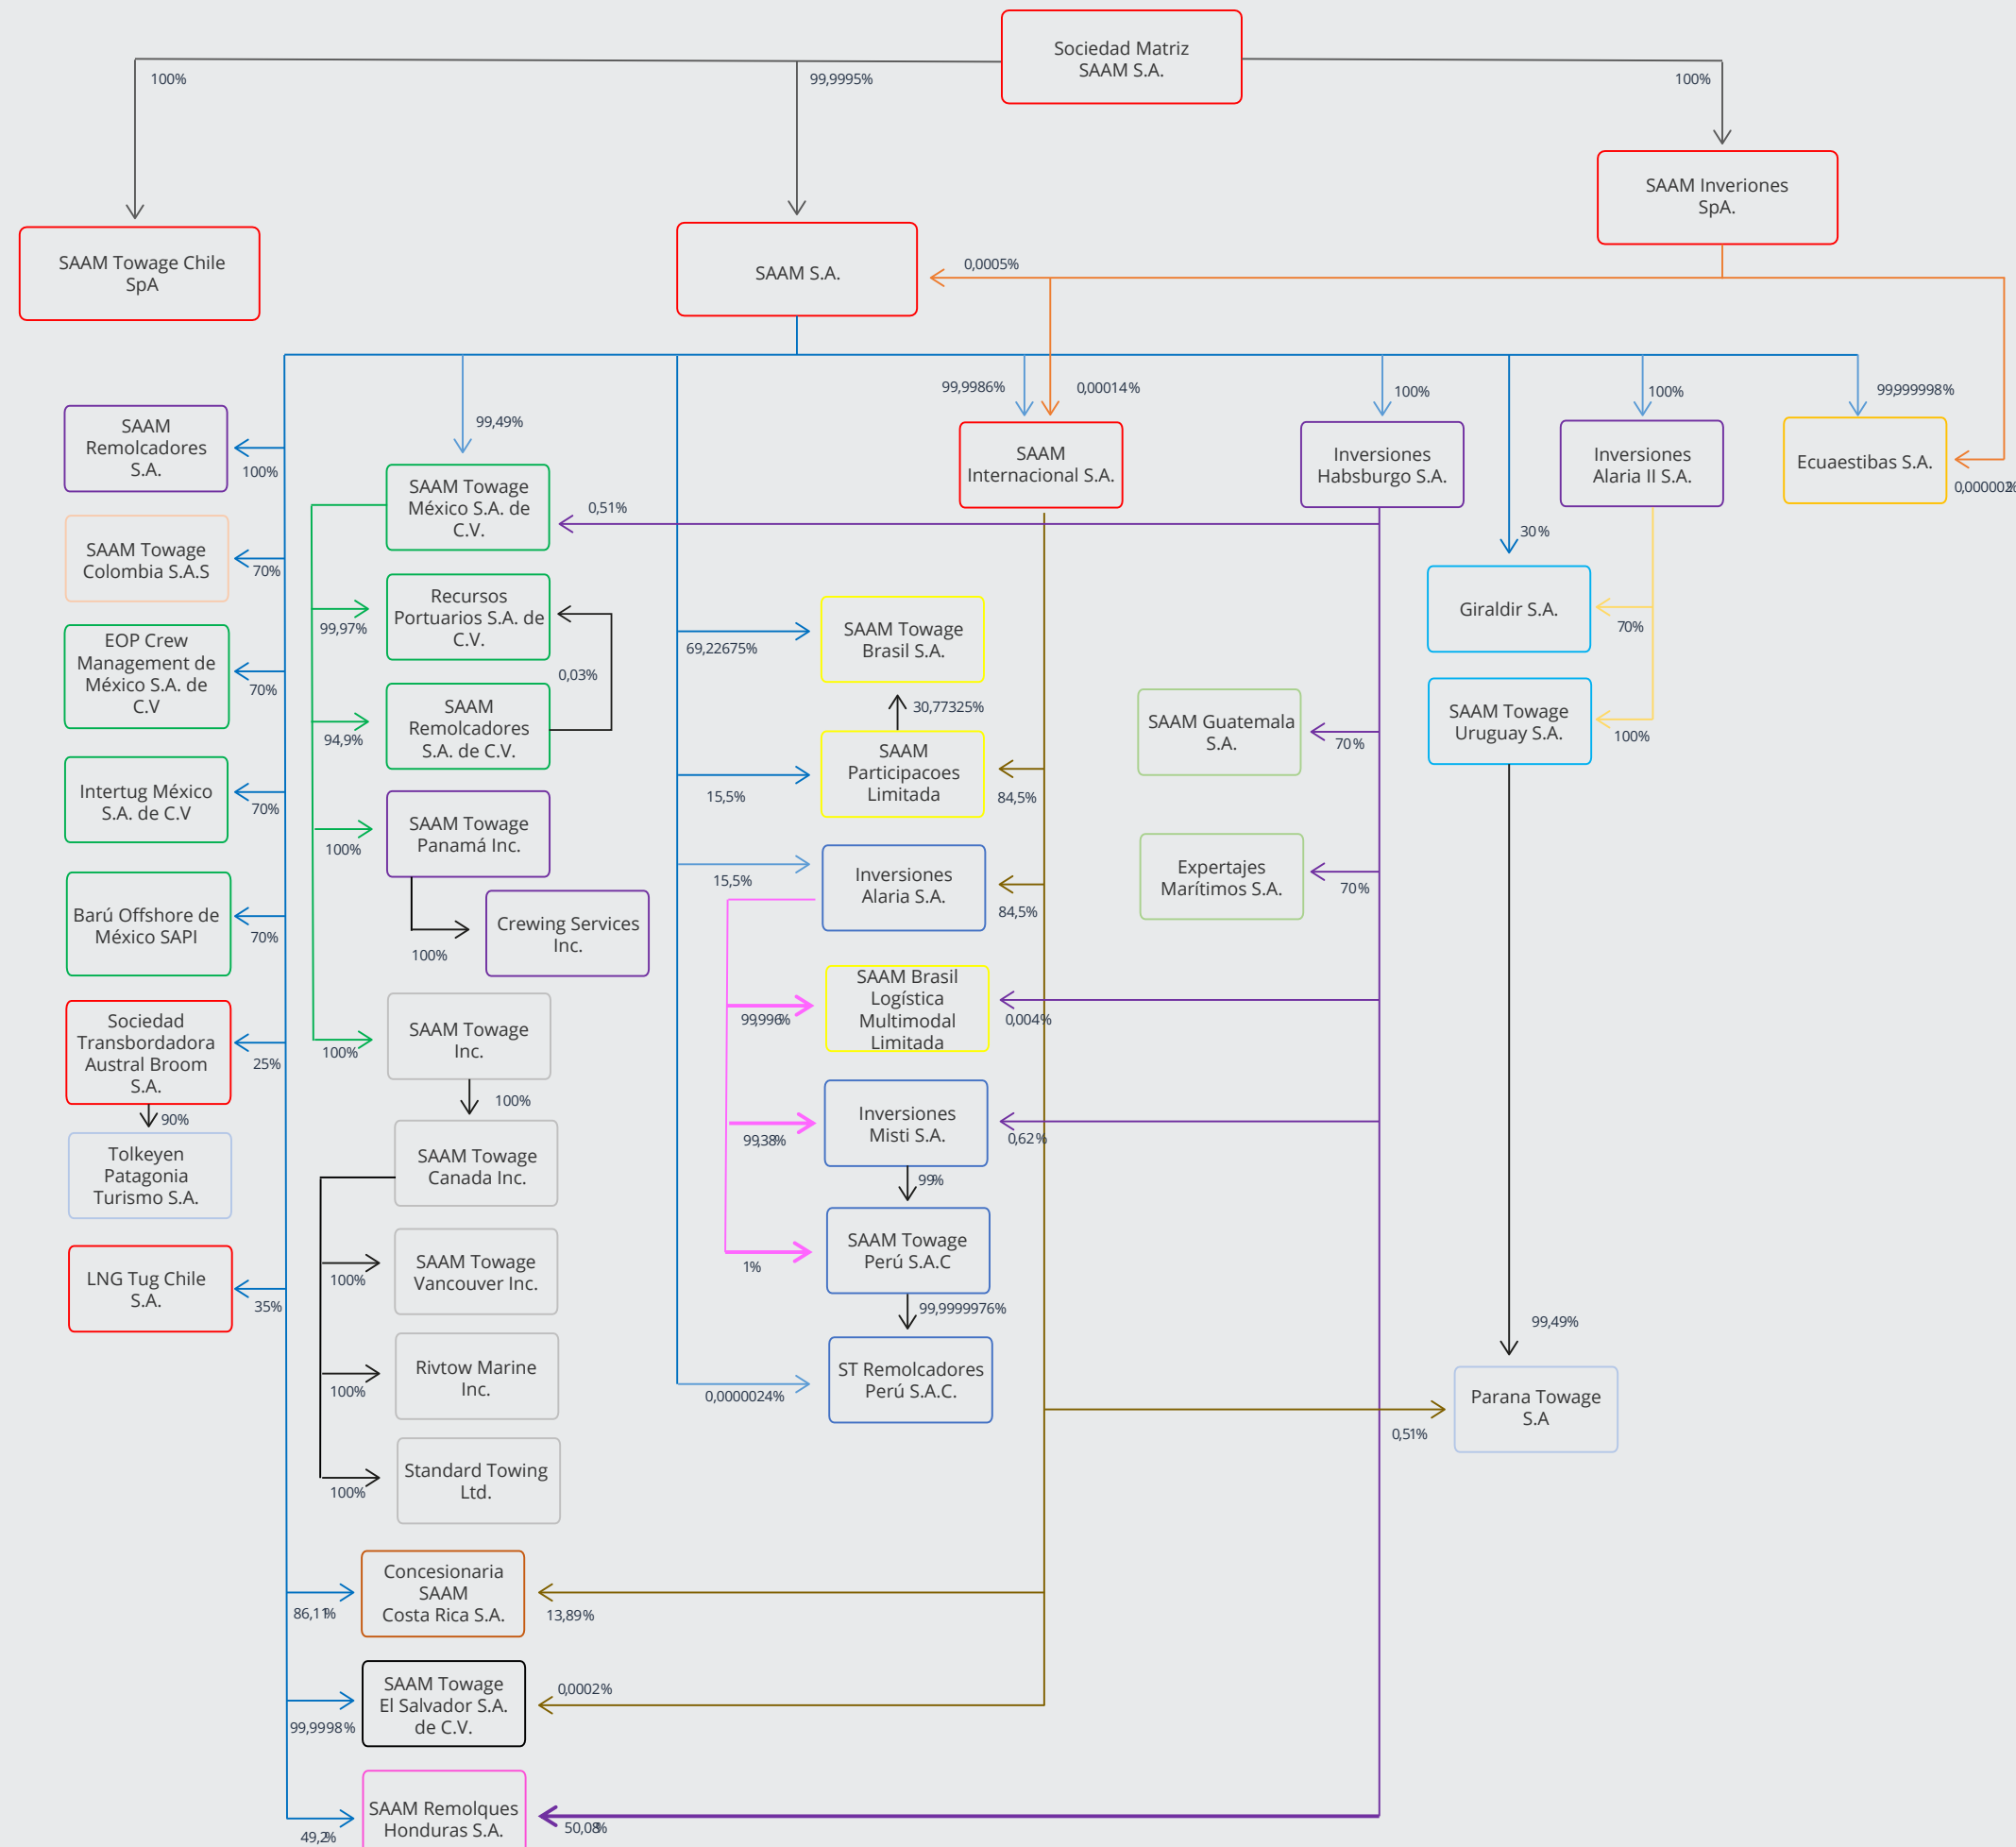 Sociedad Matriz
SAAM S.A.
100%
99,9995%
100%
SAAM Inveriones
SpA.
SAAM Towage Chile
SpA
SAAM S.A.
0,0005%
99,49%
99,9986%
0,00014%
100%
100%
99,999998%
SAAM
Remolcadores
S.A.
100%
SAAM Towage
México S.A. de
C.V.
0,51%
SAAM
Internacional S.A.
Inversiones
Habsburgo S.A.
Inversiones
Alaria II S.A.
Ecuaestibas S.A.
0,000002%
30%
SAAM Towage
Colombia S.A.S
70%
Recursos
Portuarios S.A. de
C.V.
99,97%
0,03%
SAAM Towage
Brasil S.A.
69,22675%
Giraldir S.A.
70%
EOP Crew
Management de
México S.A. de
C.V
70%
SAAM
Remolcadores
S.A. de C.V.
94,9%
30,77325%
SAAM Guatemala
S.A.
70%
SAAM Towage
Uruguay S.A.
100%
Intertug México
S.A. de C.V
70%
SAAM Towage
Panamá Inc.
100%
SAAM
Participacoes
Limitada
15,5%
84,5%
Barú Offshore de
México SAPI
70%
Crewing Services
Inc.
100%
Inversiones
Alaria S.A.
15,5%
84,5%
Expertajes
Marítimos S.A.
70%
Sociedad
Transbordadora
Austral Broom
S.A.
25%
SAAM Towage
Inc.
100%
SAAM Brasil
Logística
Multimodal
Limitada
99,996%
0,004%
90%
100%
Tolkeyen
Patagonia
Turismo S.A.
SAAM Towage
Canada Inc.
Inversiones
Misti S.A.
99,38%
0,62%
99%
LNG Tug Chile
S.A.
35%
SAAM Towage
Vancouver Inc.
100%
SAAM Towage
Perú S.A.C
1%
99,9999976%
99,49%
Rivtow Marine
Inc.
100%
ST Remolcadores
Perú S.A.C.
0,0000024%
Parana Towage
S.A
0,51%
Standard Towing
Ltd.
100%
Concesionaria
SAAM
Costa Rica S.A.
86,11%
13,89%
SAAM Towage
El Salvador S.A.
de C.V.
99,9998%
0,0002%
SAAM Remolques
Honduras S.A.
49,2%
50,08%